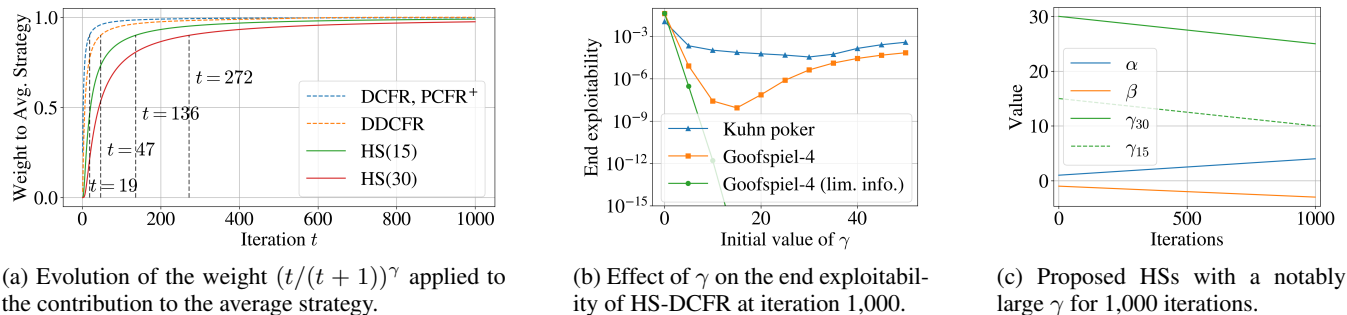 Weight to Avg. Strategy
1.0
0.5
0.0
t = 272
t = 136
t = 47
t = 19
DCFR, PCFR+
DDCFR
HS(15)
HS(30)
0 200 400 600 800 1000
Iteration t
(a) Evolution of the weight (t/(t + 1))^γ applied to
the contribution to the average strategy.
End exploitability
10^−3
10^−6
10^−9
10^−12
10^−15
Kuhn poker
Goofspiel-4
Goofspiel-4 (lim. info.)
0 20 40
Initial value of γ
(b) Effect of γ on the end exploitabil-
ity of HS-DCFR at iteration 1,000.
Value
30
20
10
0
α
β
γ30
γ15
0 500 1000
Iterations
(c) Proposed HSs with a notably
large γ for 1,000 iterations.